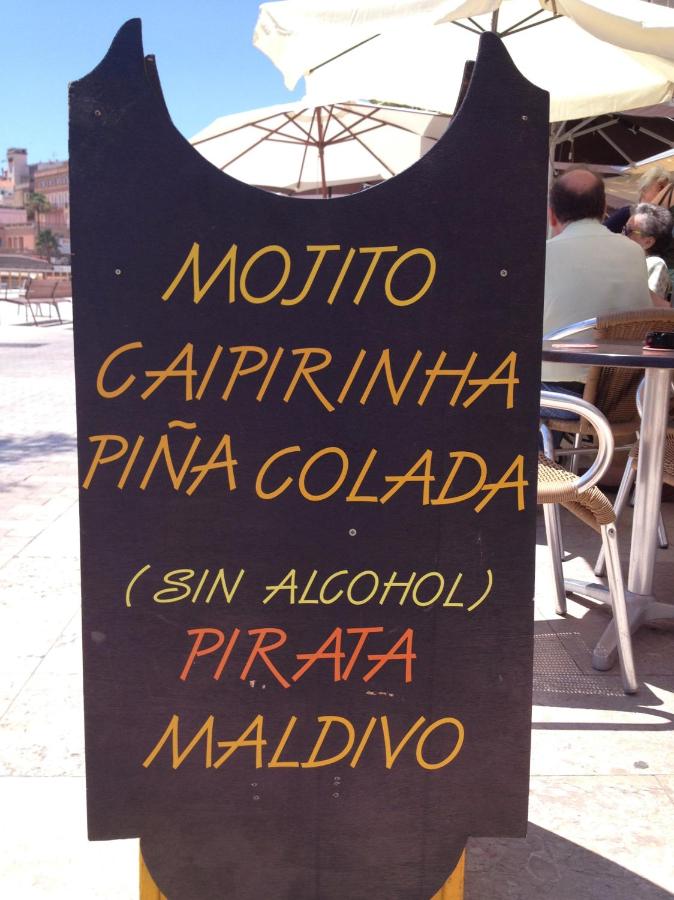 MOJITO
CAIPIRINHA
PIÑA COLADA
(SIN ALCOHOL)
PIRATA
MALDIVO